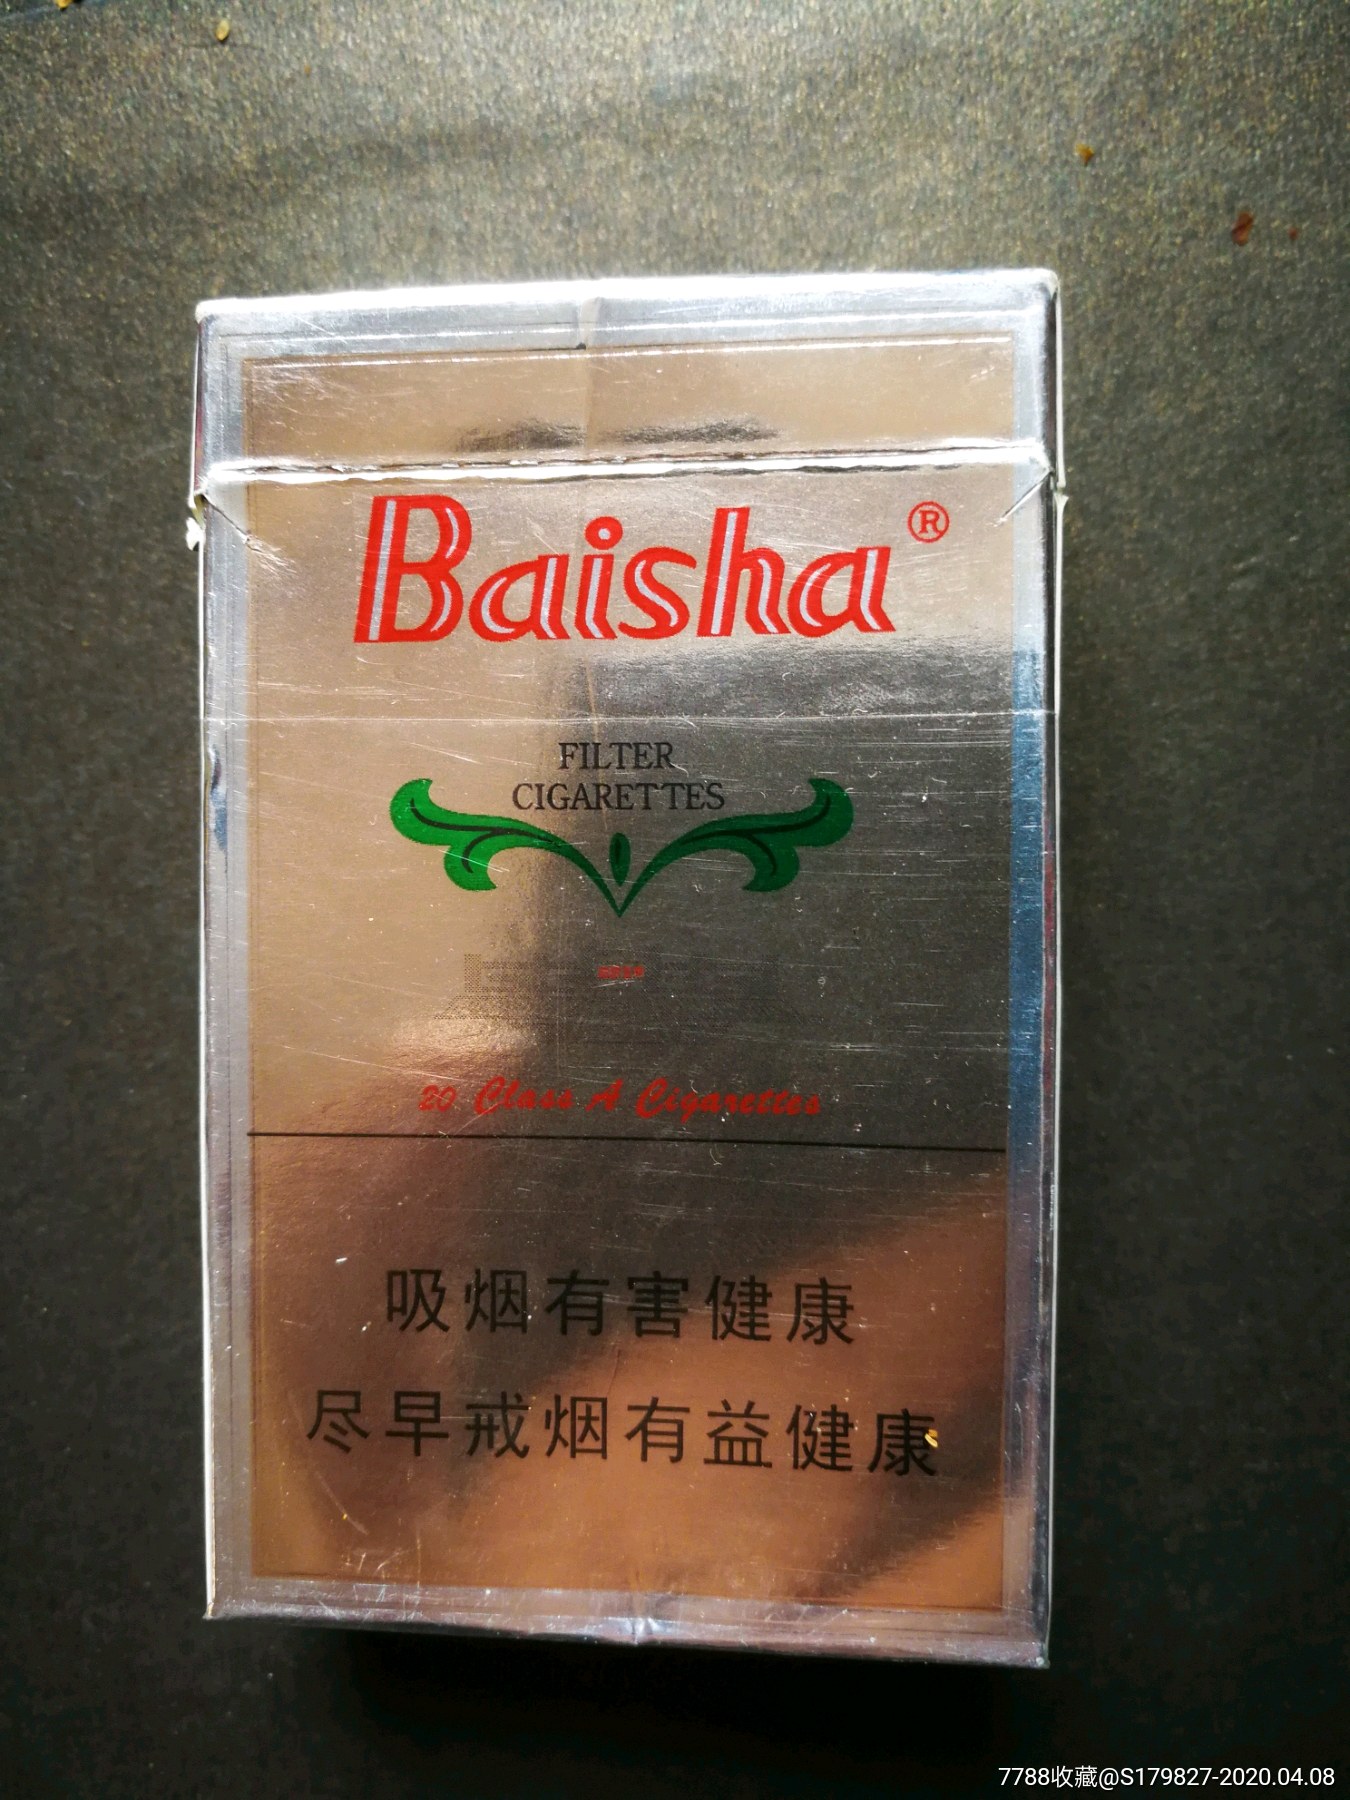 Baisha®
FILTER
CIGARETTES
20 Class A Cigarettes
吸烟有害健康
尽早戒烟有益健康
7788收藏@S179827-2020.04.08